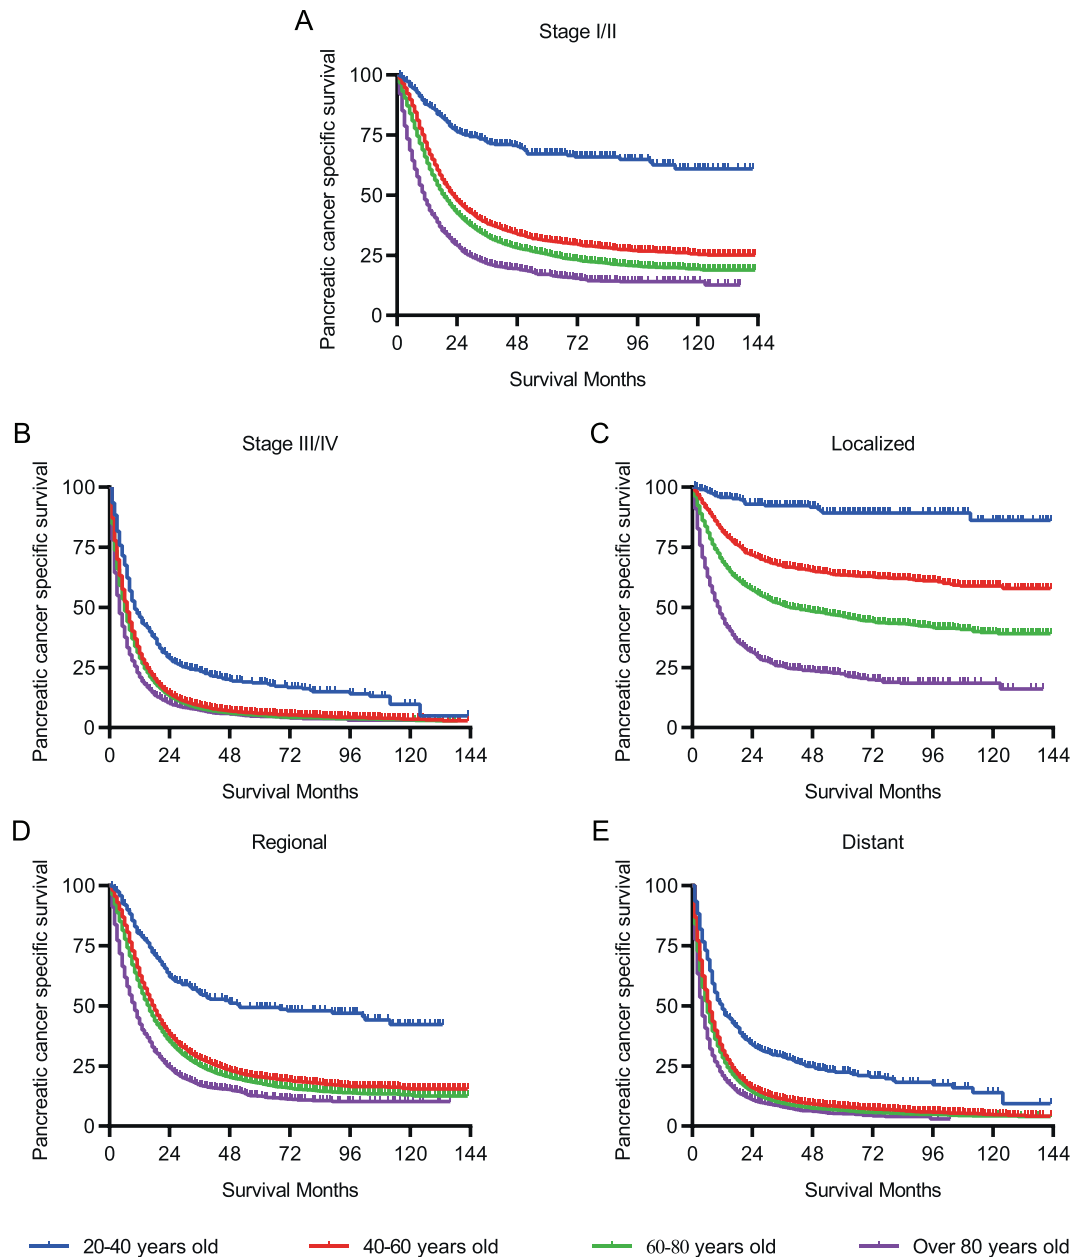 A
Stage I/II
Pancreatic cancer specific survival
100
75
50
25
0
0 24 48 72 96 120 144
Survival Months
B
Stage III/IV
Pancreatic cancer specific survival
100
75
50
25
0
0 24 48 72 96 120 144
Survival Months
C
Localized
Pancreatic cancer specific survival
100
75
50
25
0
0 24 48 72 96 120 144
Survival Months
D
Regional
Pancreatic cancer specific survival
100
75
50
25
0
0 24 48 72 96 120 144
Survival Months
E
Distant
Pancreatic cancer specific survival
100
75
50
25
0
0 24 48 72 96 120 144
Survival Months
20-40 years old 40-60 years old 60-80 years old Over 80 years old